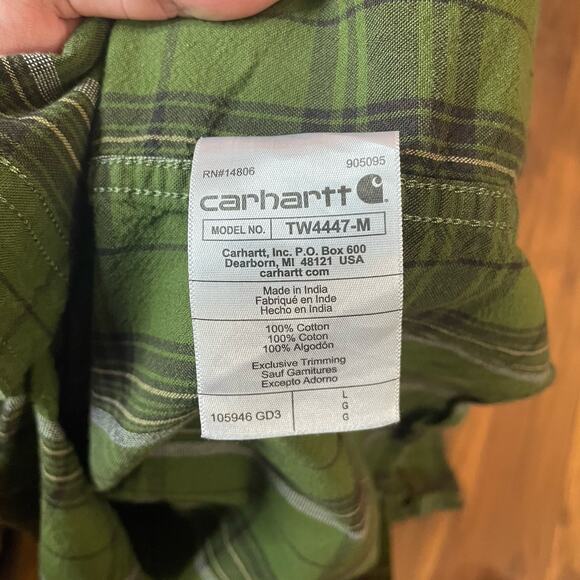 RN#14806 905095
carhartt
MODEL NO. TW4447-M
Carhartt, Inc. P.O. Box 600
Dearborn, MI 48121 USA
carhartt com
Made in India
Fabriqué en Inde
Hecho en India
100% Cotton
100% Coton
100% Algodón
Exclusive Trimming
Sauf Garnitures
Excepto Adorno
105946 GD3
L
G
G